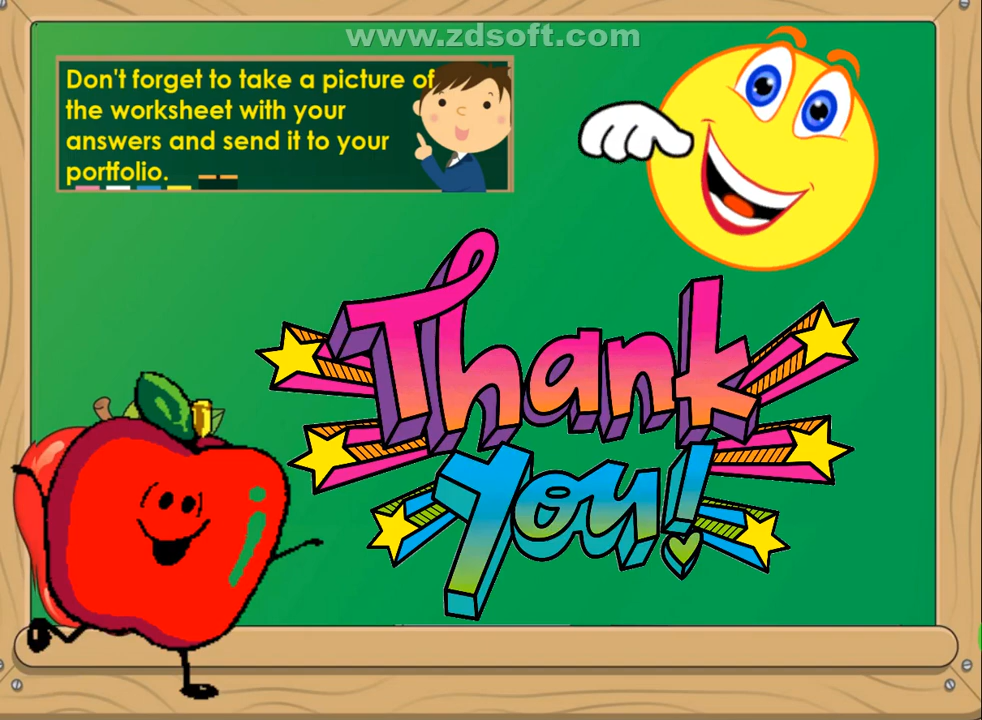 www.zdsoft.com
Don't forget to take a picture of
the worksheet with your
answers and send it to your
portfolio.
Thank
You!